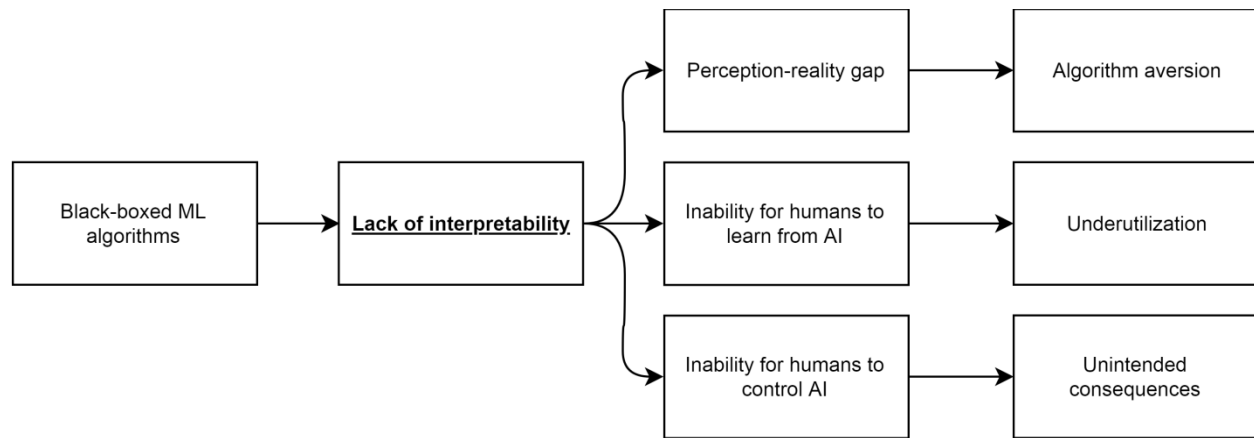 Black-boxed ML
algorithms
Lack of interpretability
Perception-reality gap
Algorithm aversion
Inability for humans to
learn from AI
Underutilization
Inability for humans to
control AI
Unintended
consequences